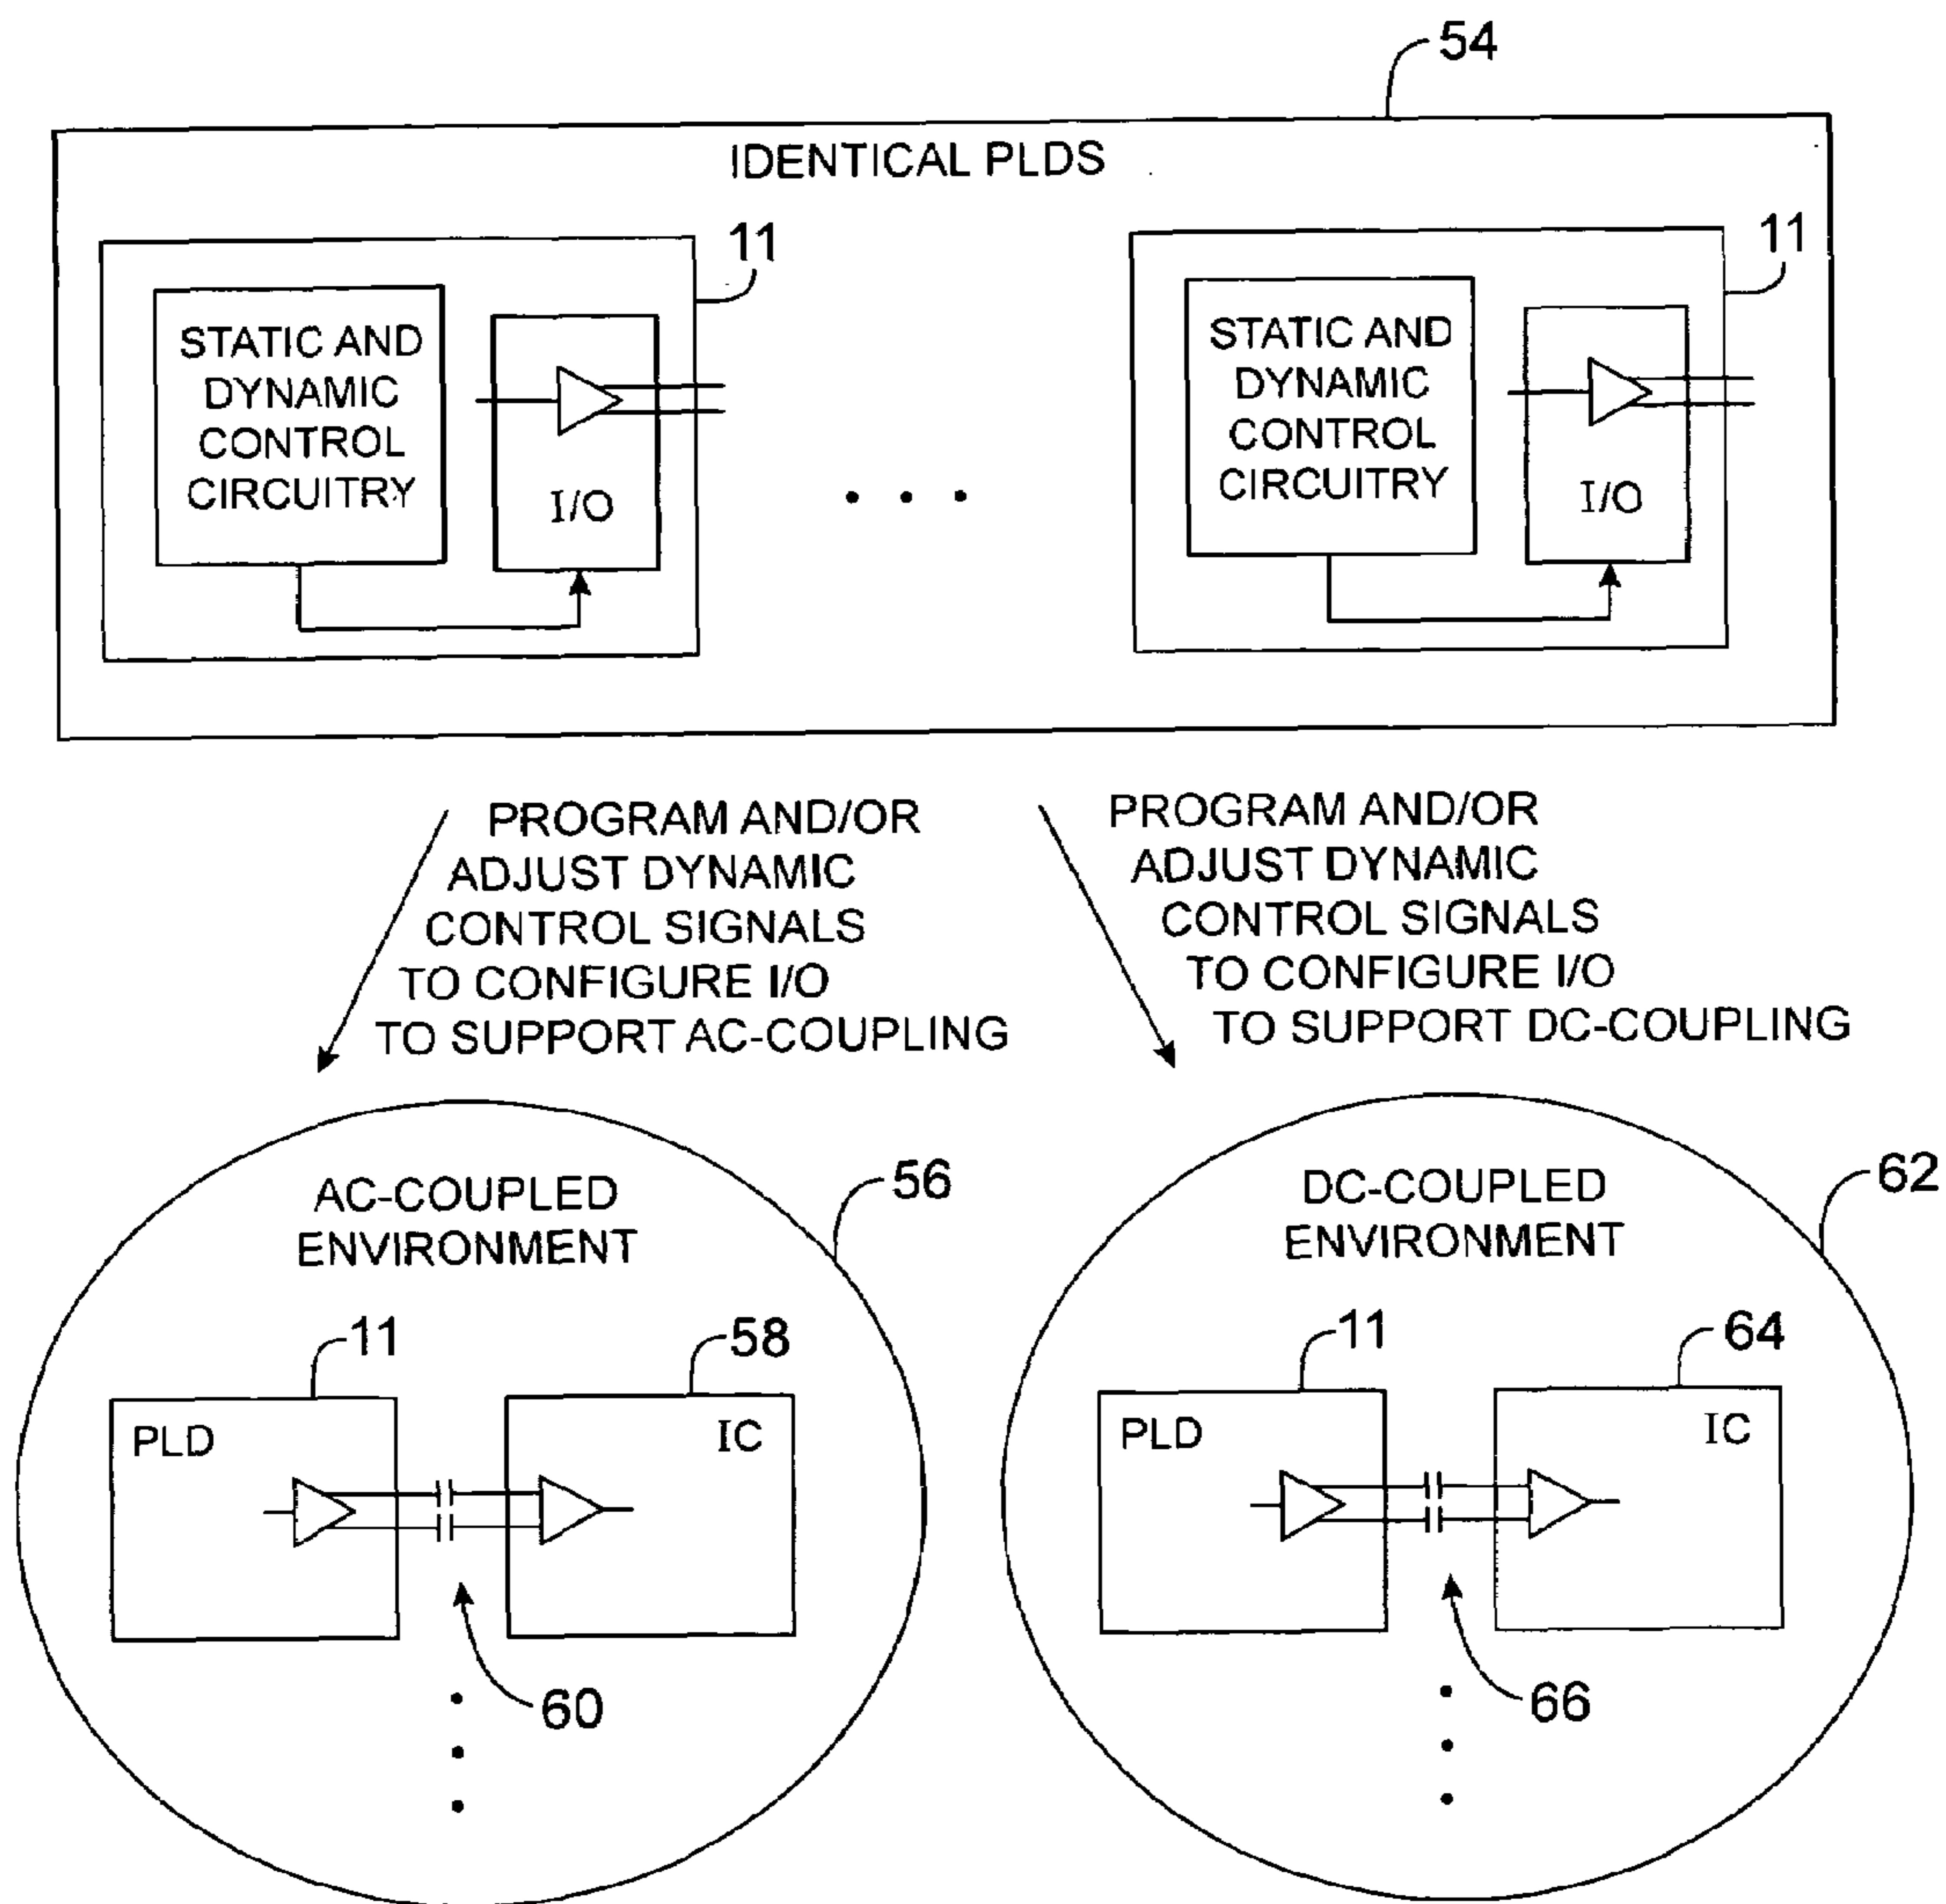 54
IDENTICAL PLDS
11
11
STATIC AND
DYNAMIC
CONTROL
CIRCUITRY
I/O
STATIC AND
DYNAMIC
CONTROL
CIRCUITRY
I/O
PROGRAM AND/OR
ADJUST DYNAMIC
CONTROL SIGNALS
TO CONFIGURE I/O
TO SUPPORT AC-COUPLING
PROGRAM AND/OR
ADJUST DYNAMIC
CONTROL SIGNALS
TO CONFIGURE I/O
TO SUPPORT DC-COUPLING
56
AC-COUPLED
ENVIRONMENT
11
58
PLD
IC
60
62
DC-COUPLED
ENVIRONMENT
11
64
PLD
IC
66